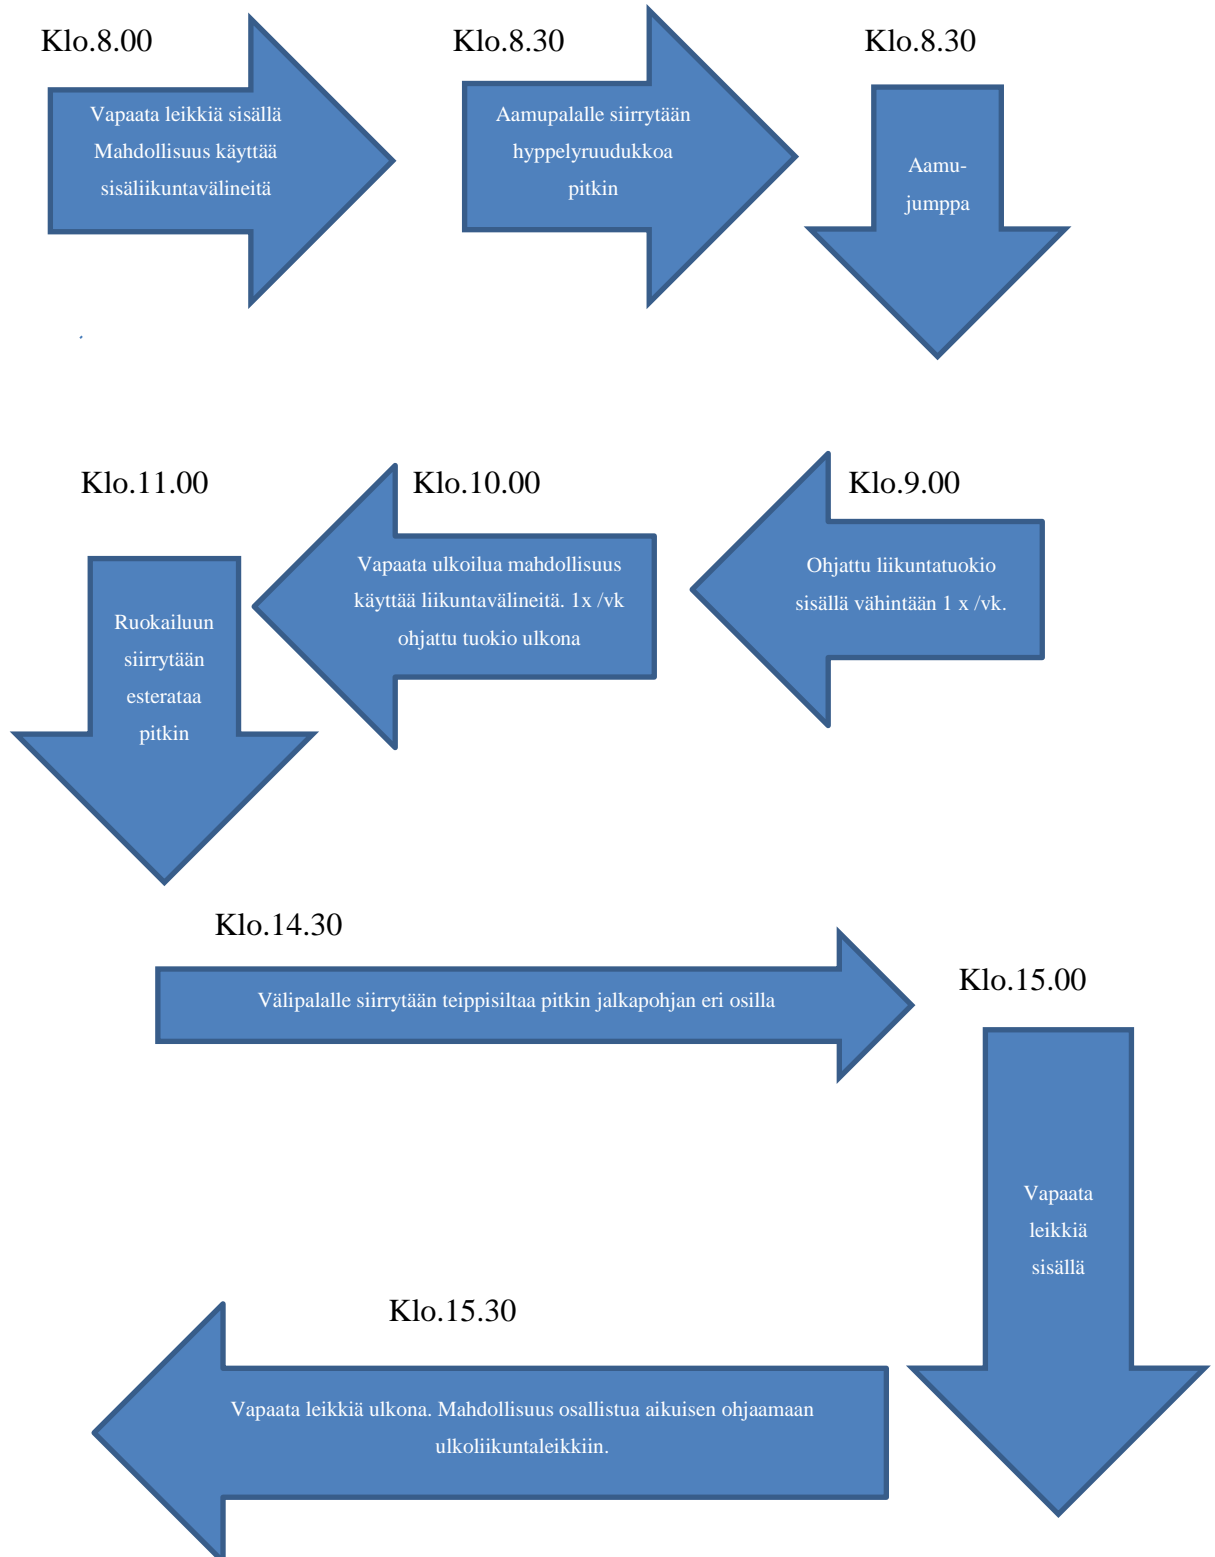 Klo.8.00
Vapaata leikkiä sisällä
Mahdollisuus käyttää
sisäliikuntavälineitä
Klo.8.30
Aamupalalle siirrytään
hyppelyruudukkoa
pitkin
Klo.8.30
Aamu-
jumppa
Klo.9.00
Ohjattu liikuntatuokio
sisällä vähintään 1 x /vk.
Klo.10.00
Vapaata ulkoilua mahdollisuus
käyttää liikuntavälineitä. 1x /vk
ohjattu tuokio ulkona
Klo.11.00
Ruokailuun
siirrytään
esterataa
pitkin
Klo.14.30
Välipalalle siirrytään teippisiltaa pitkin jalkapohjan eri osilla
Klo.15.00
Vapaata
leikkiä
sisällä
Klo.15.30
Vapaata leikkiä ulkona. Mahdollisuus osallistua aikuisen ohjaamaan
ulkoliikuntaleikkiin.